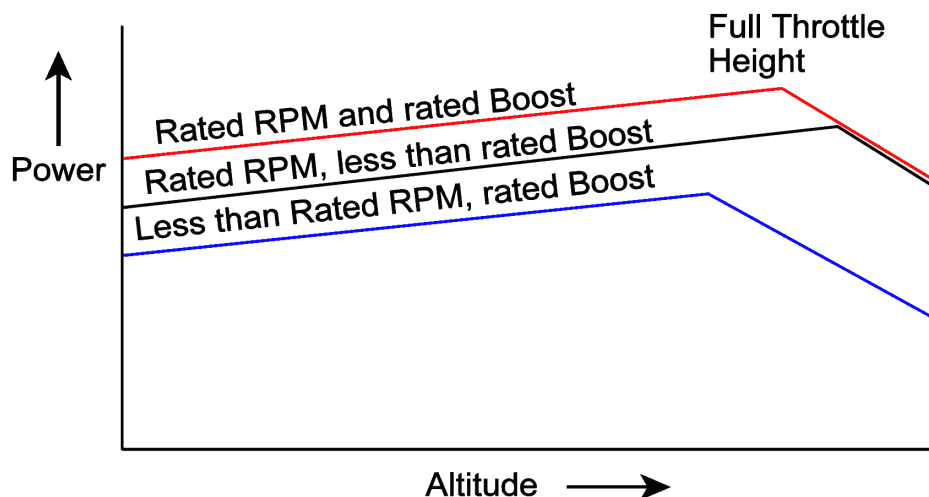 Full Throttle
Height
Rated RPM and rated Boost
Power
Rated RPM, less than rated Boost
Less than Rated RPM, rated Boost
Altitude